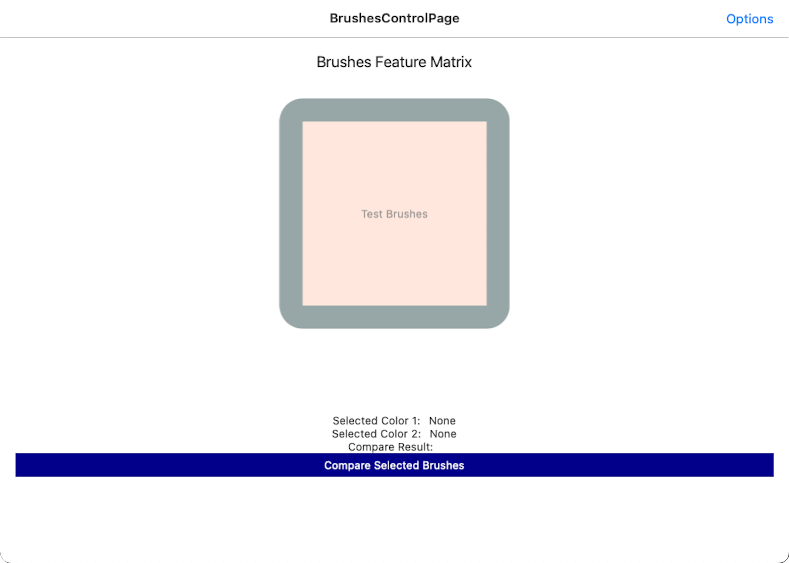 BrushesControlPage
Options
Brushes Feature Matrix
Test Brushes
Selected Color 1: None
Selected Color 2: None
Compare Result:
Compare Selected Brushes